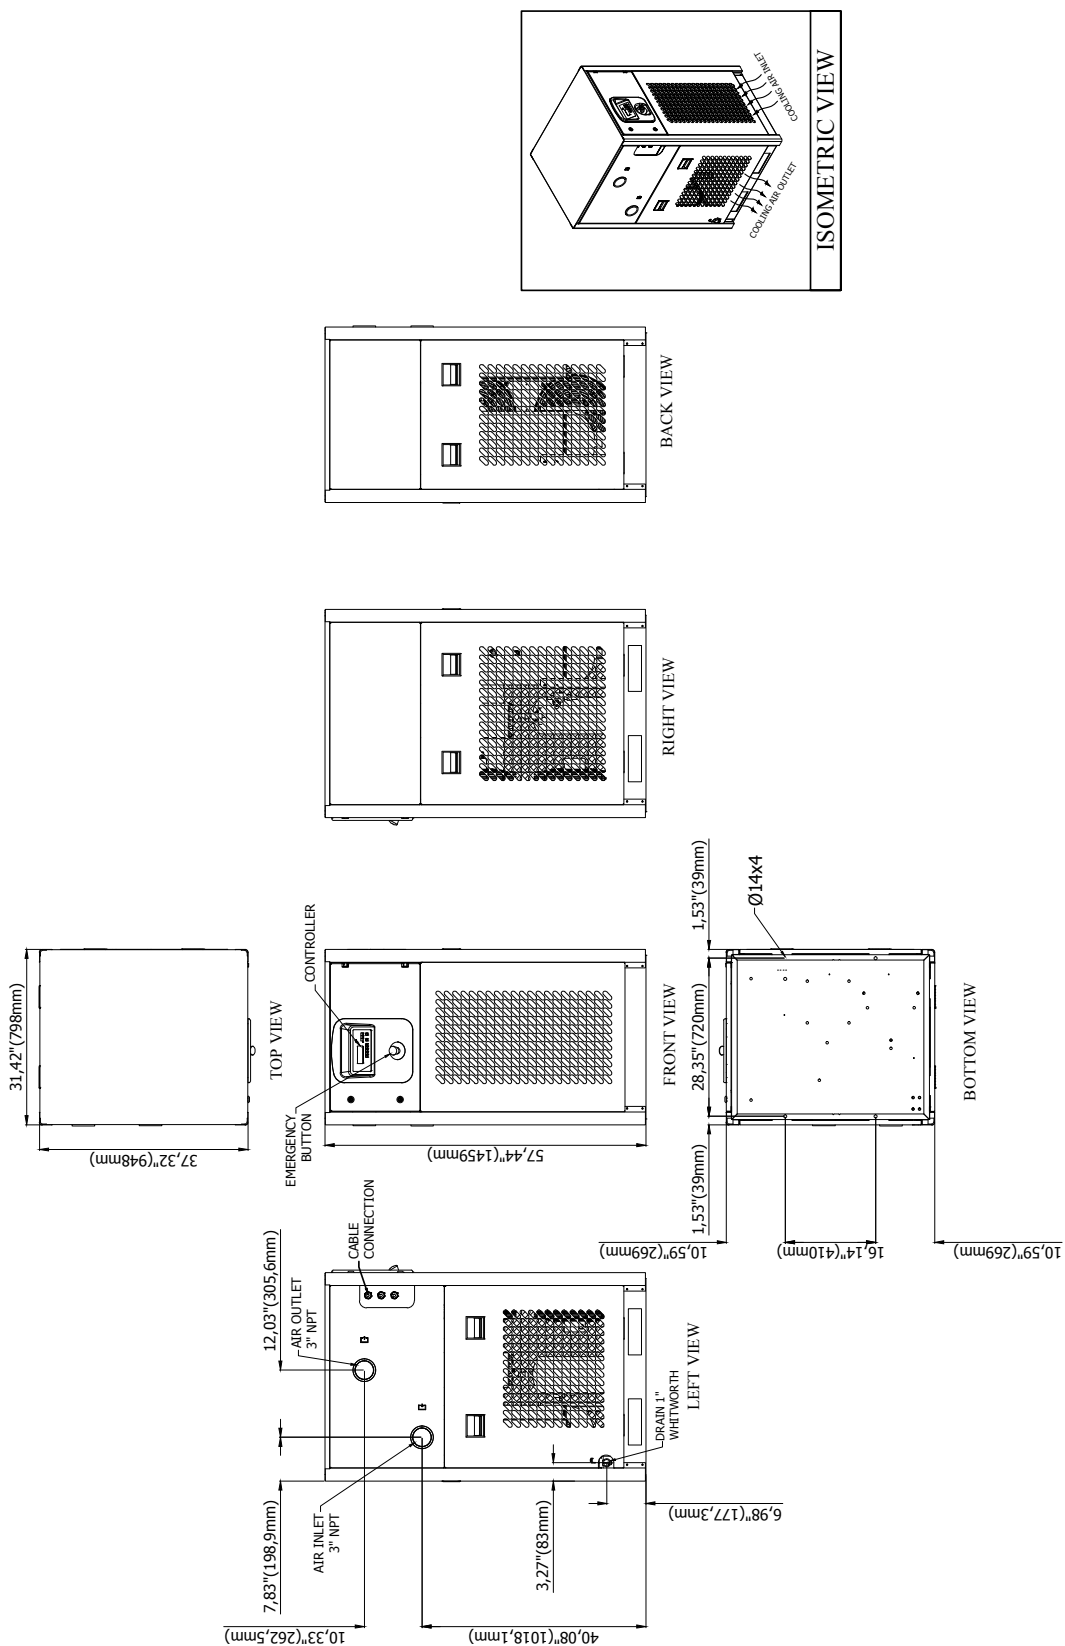 COOLING AIR INLET
COOLING AIR OUTLET
ISOMETRIC VIEW
BACK VIEW
RIGHT VIEW
31,42"(798mm)
37,32"(948mm)
TOP VIEW
CONTROLLER
EMERGENCY
BUTTON
57,44"(1459mm)
FRONT VIEW
1,53"(39mm)
28,35"(720mm)
1,53"(39mm)
Ø14x4
10,59"(269mm)
16,14"(410mm)
10,59"(269mm)
BOTTOM VIEW
12,03"(305,6mm)
7,83"(198,9mm)
CABLE
CONNECTION
AIR OUTLET
3" NPT
AIR INLET
3" NPT
10,33"(262,5mm)
40,08"(1018,1mm)
3,27"(83mm)
6,98"(177,3mm)
DRAIN 1"
WHITWORTH
LEFT VIEW